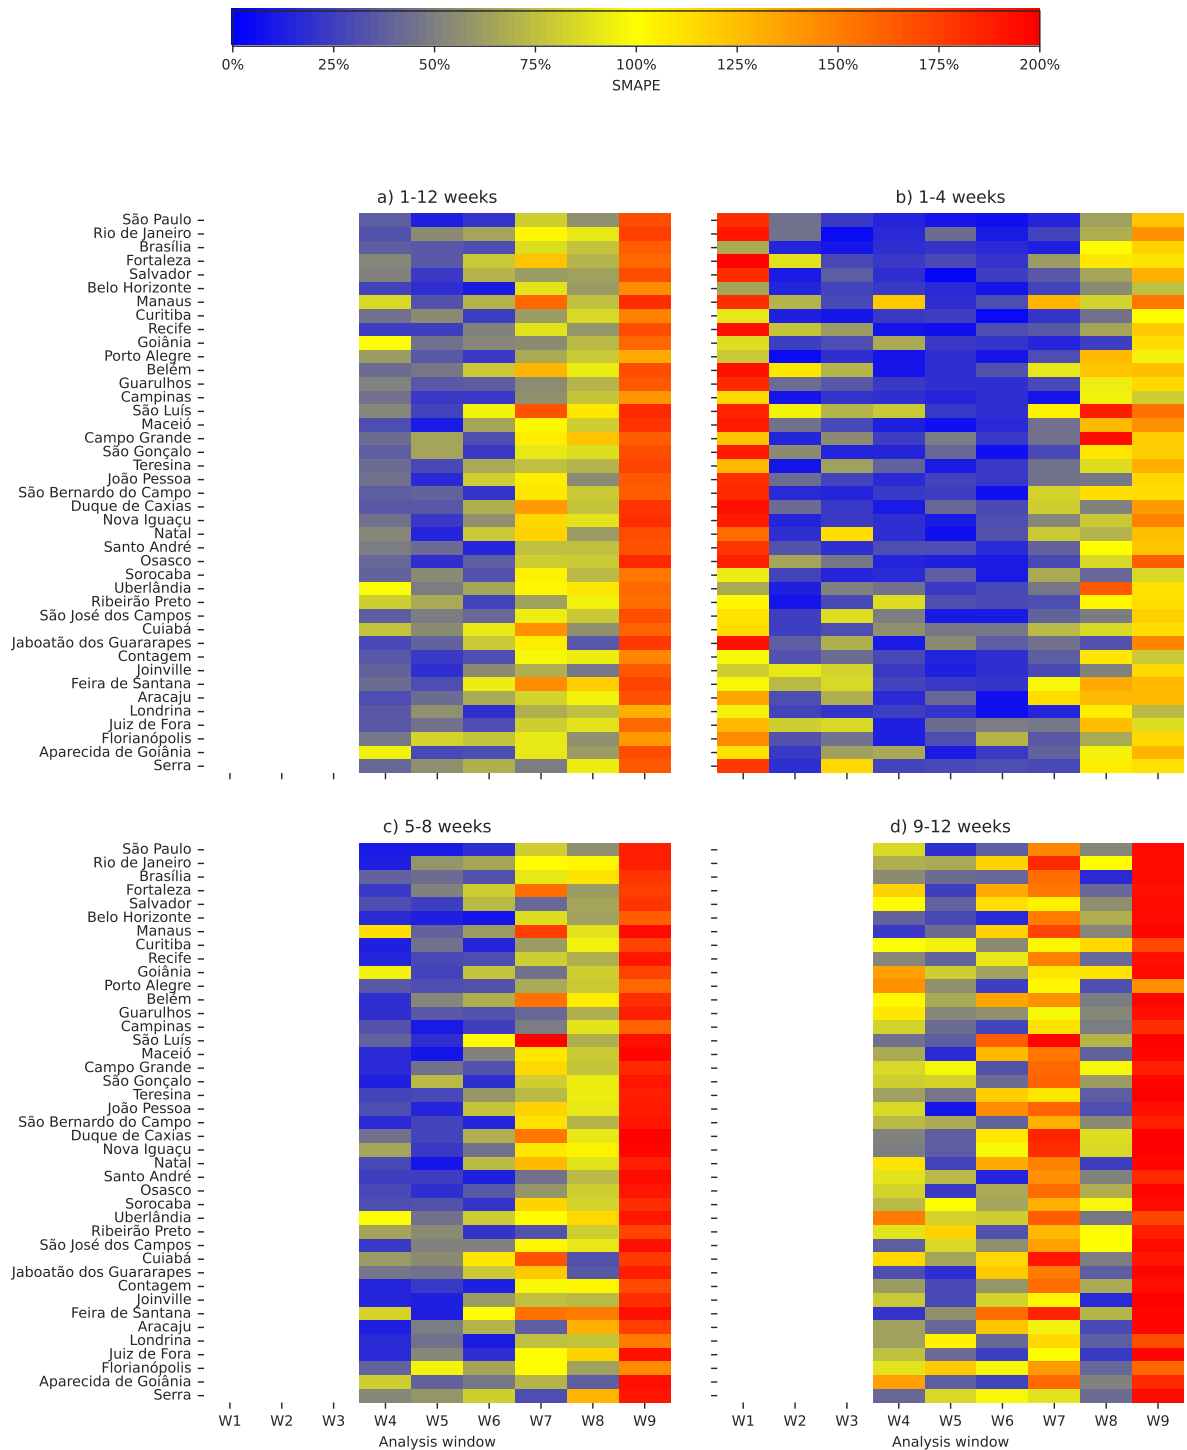 0% 25% 50% 75% 100% 125% 150% 175% 200%
SMAPE
a) 1-12 weeks
b) 1-4 weeks
São Paulo
Rio de Janeiro
Brasília
Fortaleza
Salvador
Belo Horizonte
Manaus
Curitiba
Recife
Goiânia
Porto Alegre
Belém
Guarulhos
Campinas
São Luís
Maceió
Campo Grande
São Gonçalo
Teresina
João Pessoa
São Bernardo do Campo
Duque de Caxias
Nova Iguaçu
Natal
Santo André
Osasco
Sorocaba
Uberlândia
Ribeirão Preto
São José dos Campos
Cuiabá
Jaboatão dos Guararapes
Contagem
Joinville
Feira de Santana
Aracaju
Londrina
Juiz de Fora
Florianópolis
Aparecida de Goiânia
Serra
c) 5-8 weeks
d) 9-12 weeks
São Paulo
Rio de Janeiro
Brasília
Fortaleza
Salvador
Belo Horizonte
Manaus
Curitiba
Recife
Goiânia
Porto Alegre
Belém
Guarulhos
Campinas
São Luís
Maceió
Campo Grande
São Gonçalo
Teresina
João Pessoa
São Bernardo do Campo
Duque de Caxias
Nova Iguaçu
Natal
Santo André
Osasco
Sorocaba
Uberlândia
Ribeirão Preto
São José dos Campos
Cuiabá
Jaboatão dos Guararapes
Contagem
Joinville
Feira de Santana
Aracaju
Londrina
Juiz de Fora
Florianópolis
Aparecida de Goiânia
Serra
W1 W2 W3 W4 W5 W6 W7 W8 W9
Analysis window
W1 W2 W3 W4 W5 W6 W7 W8 W9
Analysis window